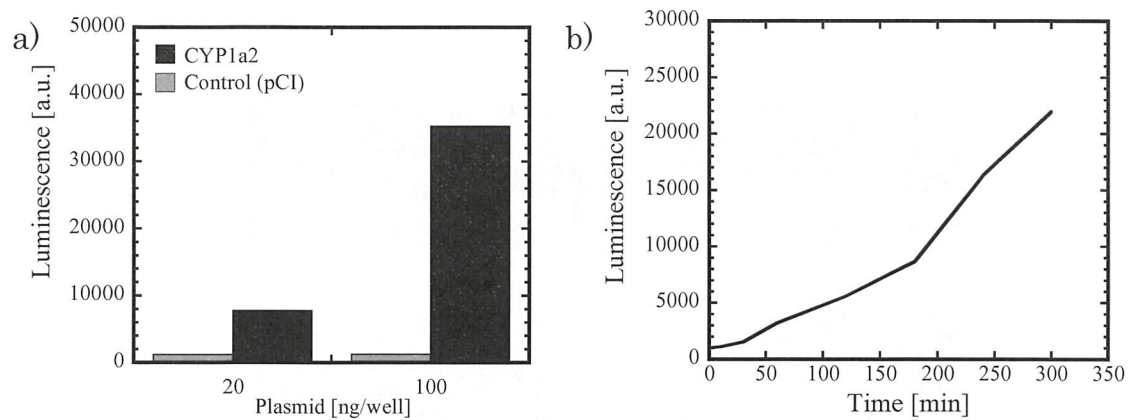 a)
50000
40000
30000
20000
10000
0
Luminescence [a.u.]
CYP1a2
Control (pCI)
20 100
Plasmid [ng/well]
b)
30000
25000
20000
15000
10000
5000
0
Luminescence [a.u.]
0 50 100 150 200 250 300 350
Time [min]